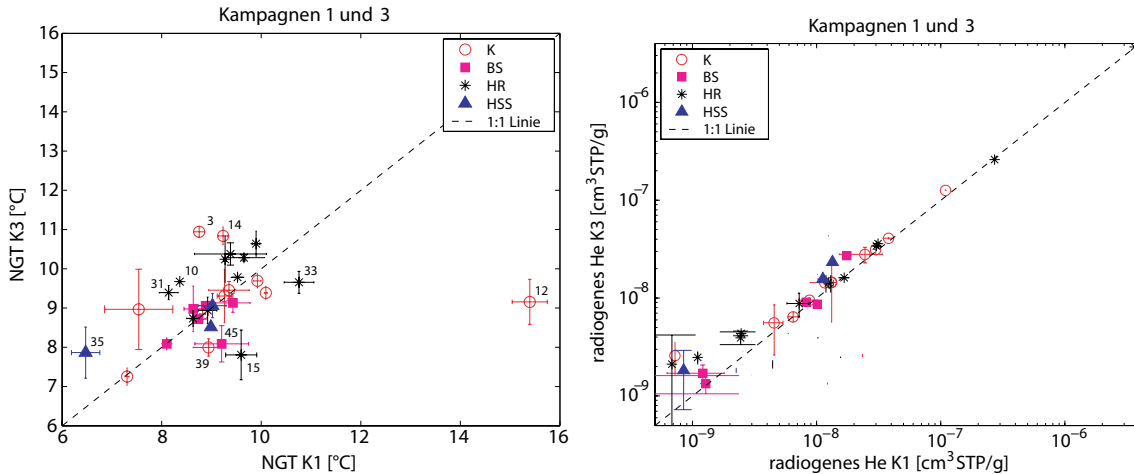 Kampagnen 1 und 3
16
15
14
13
12
11
10
9
8
7
6
NGT K3 [°C]
K
BS
HR
HSS
1:1 Linie
3
14
10
31
33
12
35
45
39
15
6
8
10
12
14
16
NGT K1 [°C]
Kampagnen 1 und 3
10⁻⁶
10⁻⁷
10⁻⁸
10⁻⁹
radiogenes He K3 [cm³STP/g]
K
BS
HR
HSS
1:1 Linie
10⁻⁹
10⁻⁸
10⁻⁷
10⁻⁶
radiogenes He K1 [cm³STP/g]